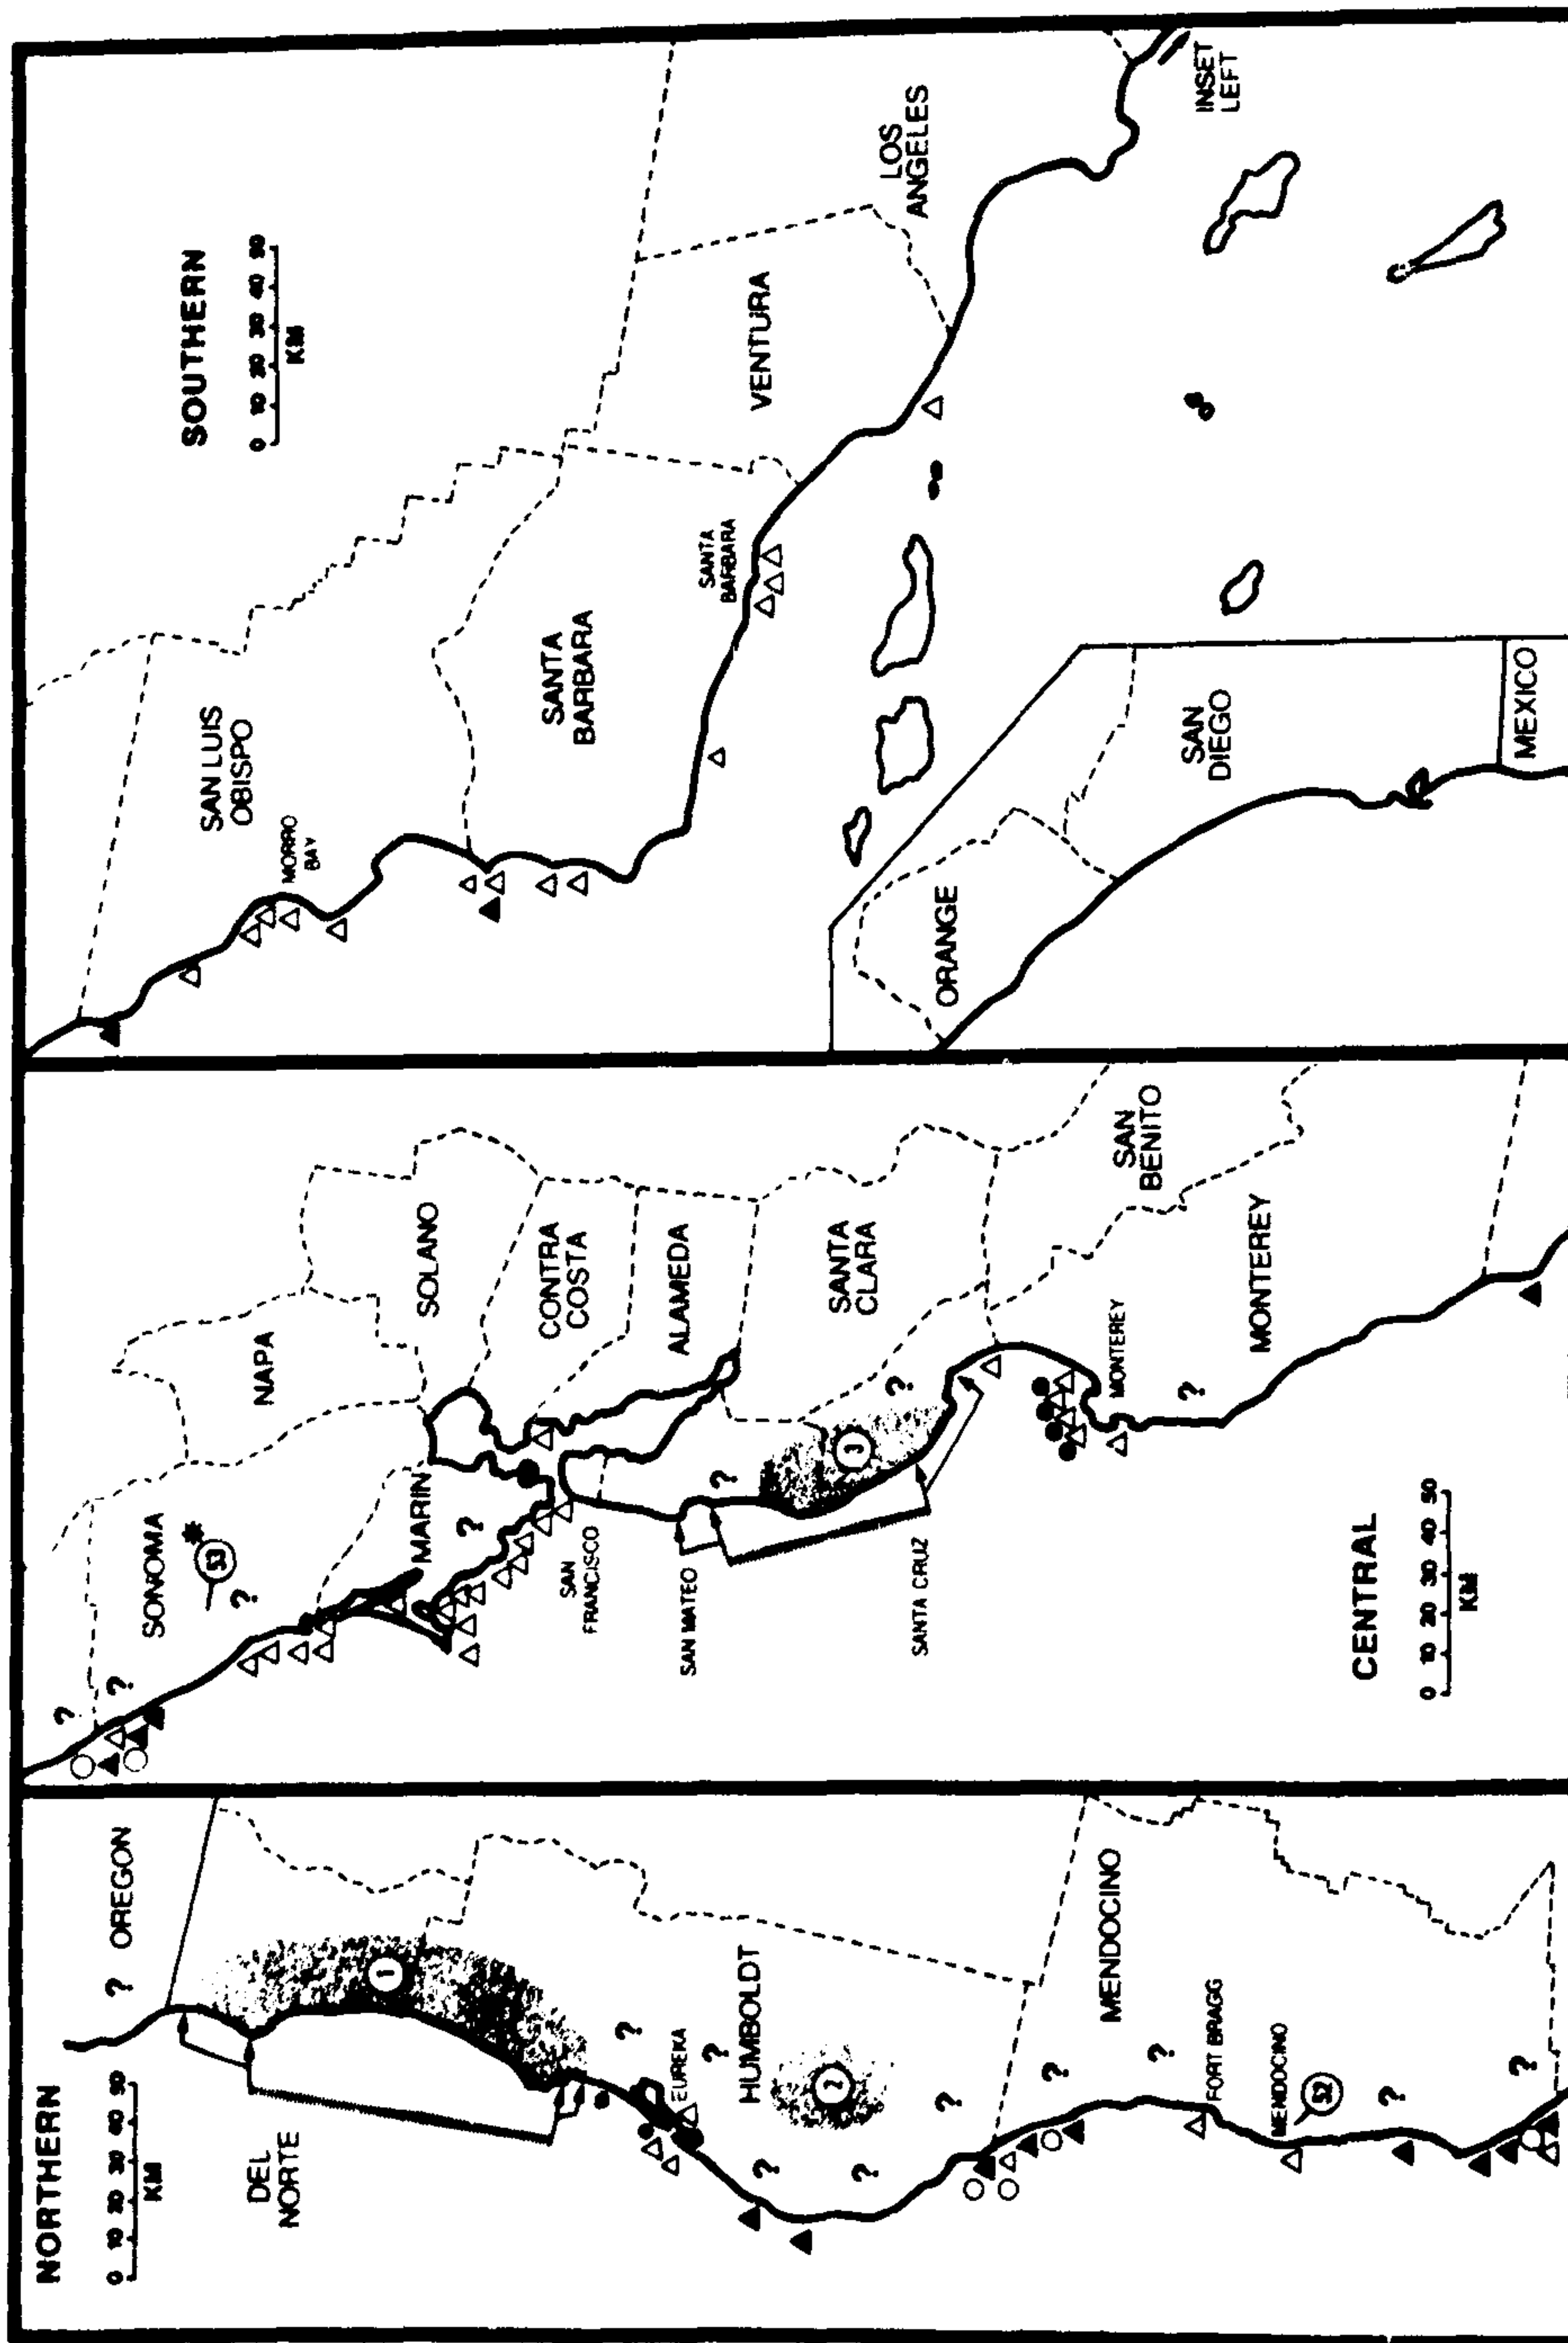 NORTHERN
0 10 20 30 40 50
KM
? OREGON
DEL
NORTE
1
?
EUREKA
?
HUMBOLDT
2
?
?
?
?
MENDOCINO
?
FORT BRAGG
MENDOCINO
52
?
?
?
?
SONOMA
53
?
NAPA
SOLANO
MARIN
?
CONTRA
COSTA
SAN
FRANCISCO
ALAMEDA
SAN MATEO
?
SANTA
CLARA
3
?
SANTA CRUZ
SAN
BENITO
MONTEREY
?
MONTEREY
CENTRAL
0 10 20 30 40 50
KM
SOUTHERN
0 10 20 30 40 50
KM
SAN LUIS
OBISPO
MORRO
BAY
SANTA
BARBARA
SANTA
BARBARA
VENTURA
LOS
ANGELES
INSET
LEFT
ORANGE
SAN
DIEGO
MEXICO